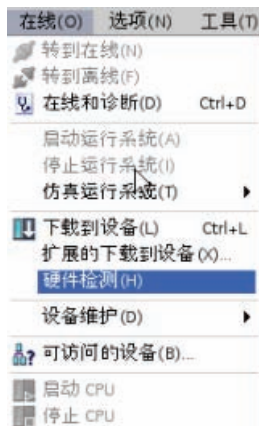 在线(O) 选项(N) 工具(T)
转到在线(N)
转到离线(F)
在线和诊断(D) Ctrl+D
启动运行系统(A)
停止运行系统(I)
仿真运行系统(T)
下载到设备(L) Ctrl+L
扩展的下载到设备(X)...
硬件检测(H)
设备维护(D)
可访问的设备(B)...
启动 CPU
停止 CPU